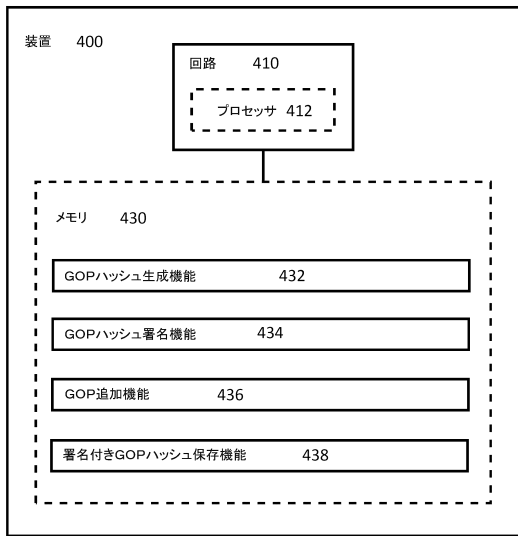 装置 400
回路 410
プロセッサ 412
メモリ 430
GOPハッシュ生成機能 432
GOPハッシュ署名機能 434
GOP追加機能 436
署名付きGOPハッシュ保存機能 438